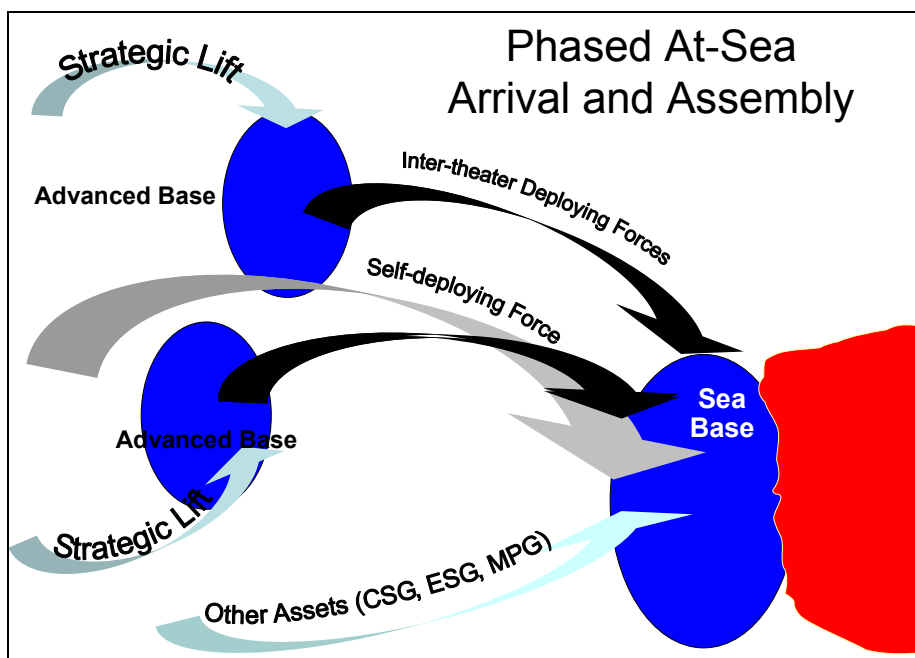 Phased At-Sea
Arrival and Assembly
Strategic Lift
Advanced Base
Inter-theater Deploying Forces
Self-deploying Force
Sea
Base
Advanced Base
Strategic Lift
Other Assets (CSG, ESG, MPG)